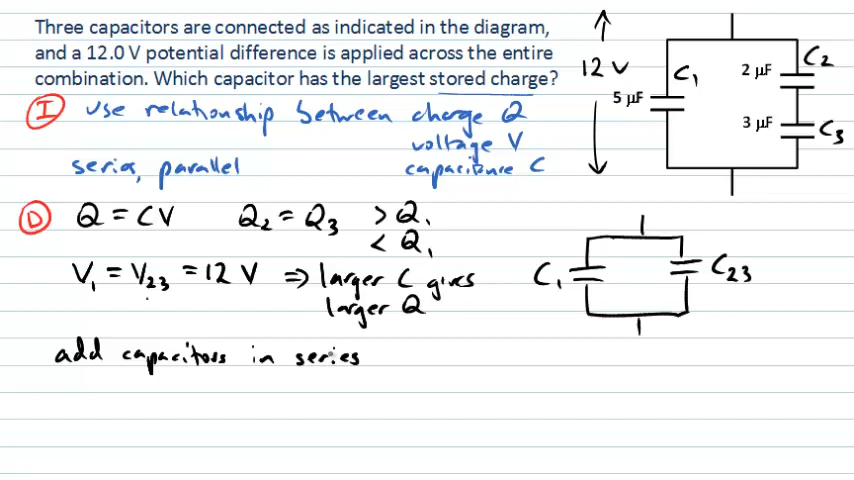 Three capacitors are connected as indicated in the diagram,
and a 12.0 V potential difference is applied across the entire
combination. Which capacitor has the largest stored charge?
12 V
C₁
5 μF
2 μF
C₂
3 μF
C₃
I use relationship between charge Q
voltage V
series, parallel
capacitance C
D Q = CV Q₂ = Q₃ > Q₁
< Q₁
V₁ = V₂₃ = 12 V ⇒ larger C gives
larger Q
C₁
C₂₃
add capacitors in series